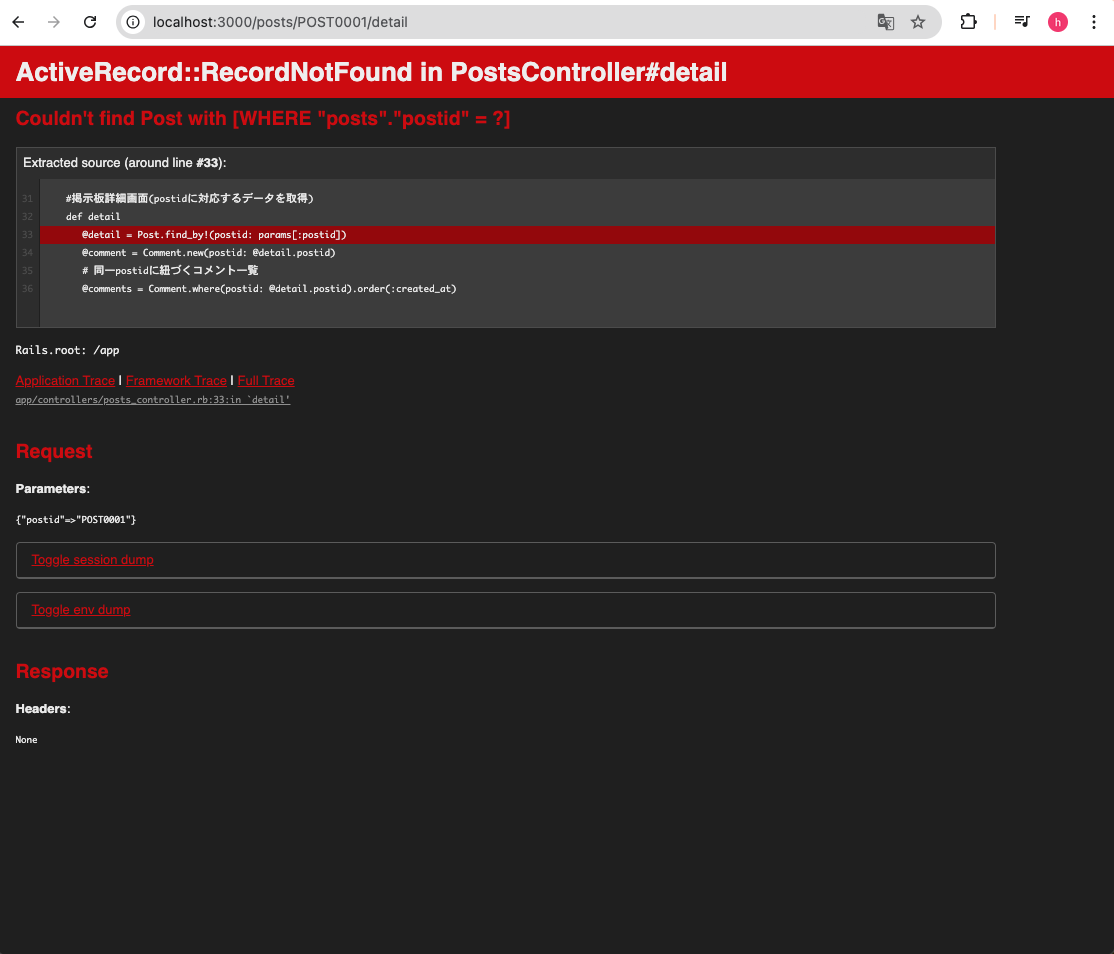 localhost:3000/posts/POST0001/detail
h
ActiveRecord::RecordNotFound in PostsController#detail
Couldn't find Post with [WHERE "posts"."postid" = ?]
Extracted source (around line #33):
31 #掲示板詳細画面(postidに対応するデータを取得)
32 def detail
33 @detail = Post.find_by!(postid: params[:postid])
34 @comment = Comment.new(postid: @detail.postid)
35 # 同一postidに紐づくコメント一覧
36 @comments = Comment.where(postid: @detail.postid).order(:created_at)
Rails.root: /app
Application Trace | Framework Trace | Full Trace
app/controllers/posts_controller.rb:33:in `detail'
Request
Parameters:
{"postid"=>"POST0001"}
Toggle session dump
Toggle env dump
Response
Headers:
None